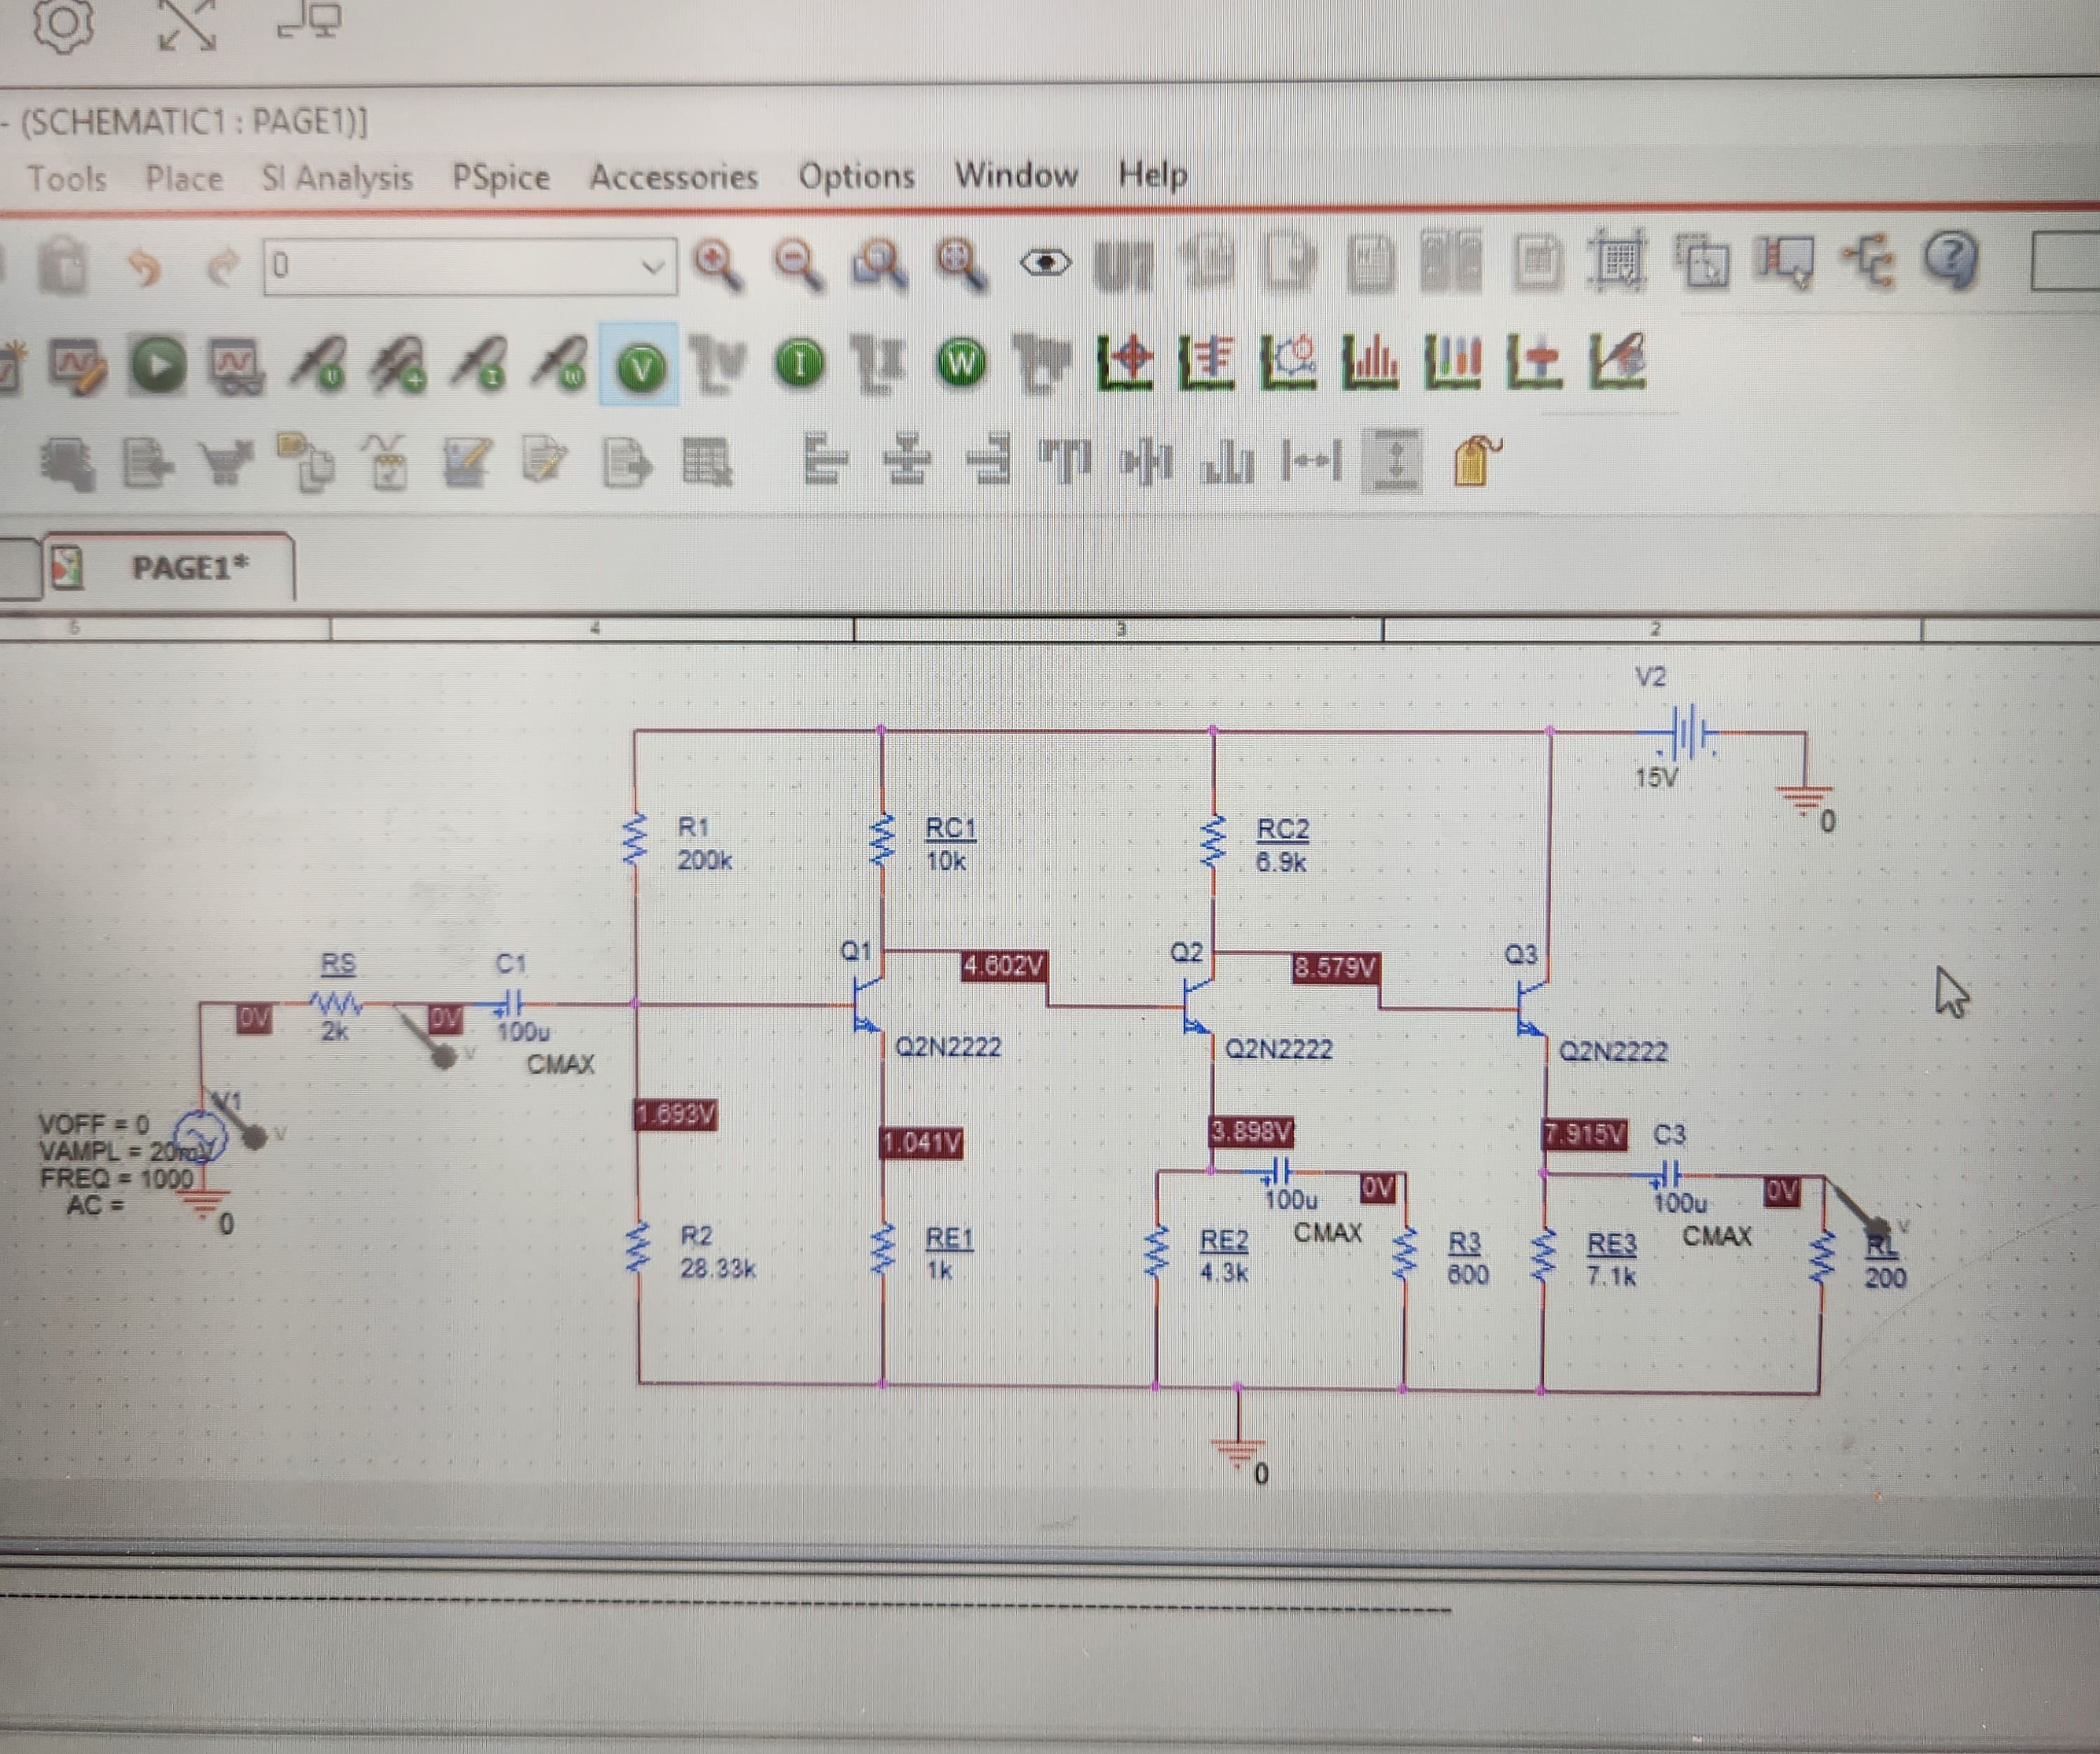 - (SCHEMATIC1 : PAGE1)]
Tools Place SI Analysis PSpice Accessories Options Window Help
0
V I W
PAGE1*
5 4 3 2
V2
15V
0
R1
200k
RC1
10k
RC2
6.9k
RS
2k
C1
100u
CMAX
0V
0V
V
Q1
Q2N2222
4.602V
Q2
Q2N2222
8.579V
Q3
Q2N2222
V1
V
VOFF = 0
VAMPL = 20mV
FREQ = 1000
AC =
0
1.693V
1.041V
3.898V
7.915V
C3
100u
CMAX
0V
100u
CMAX
0V
V
R2
28.33k
RE1
1k
RE2
4.3k
R3
600
RE3
7.1k
RL
200
0